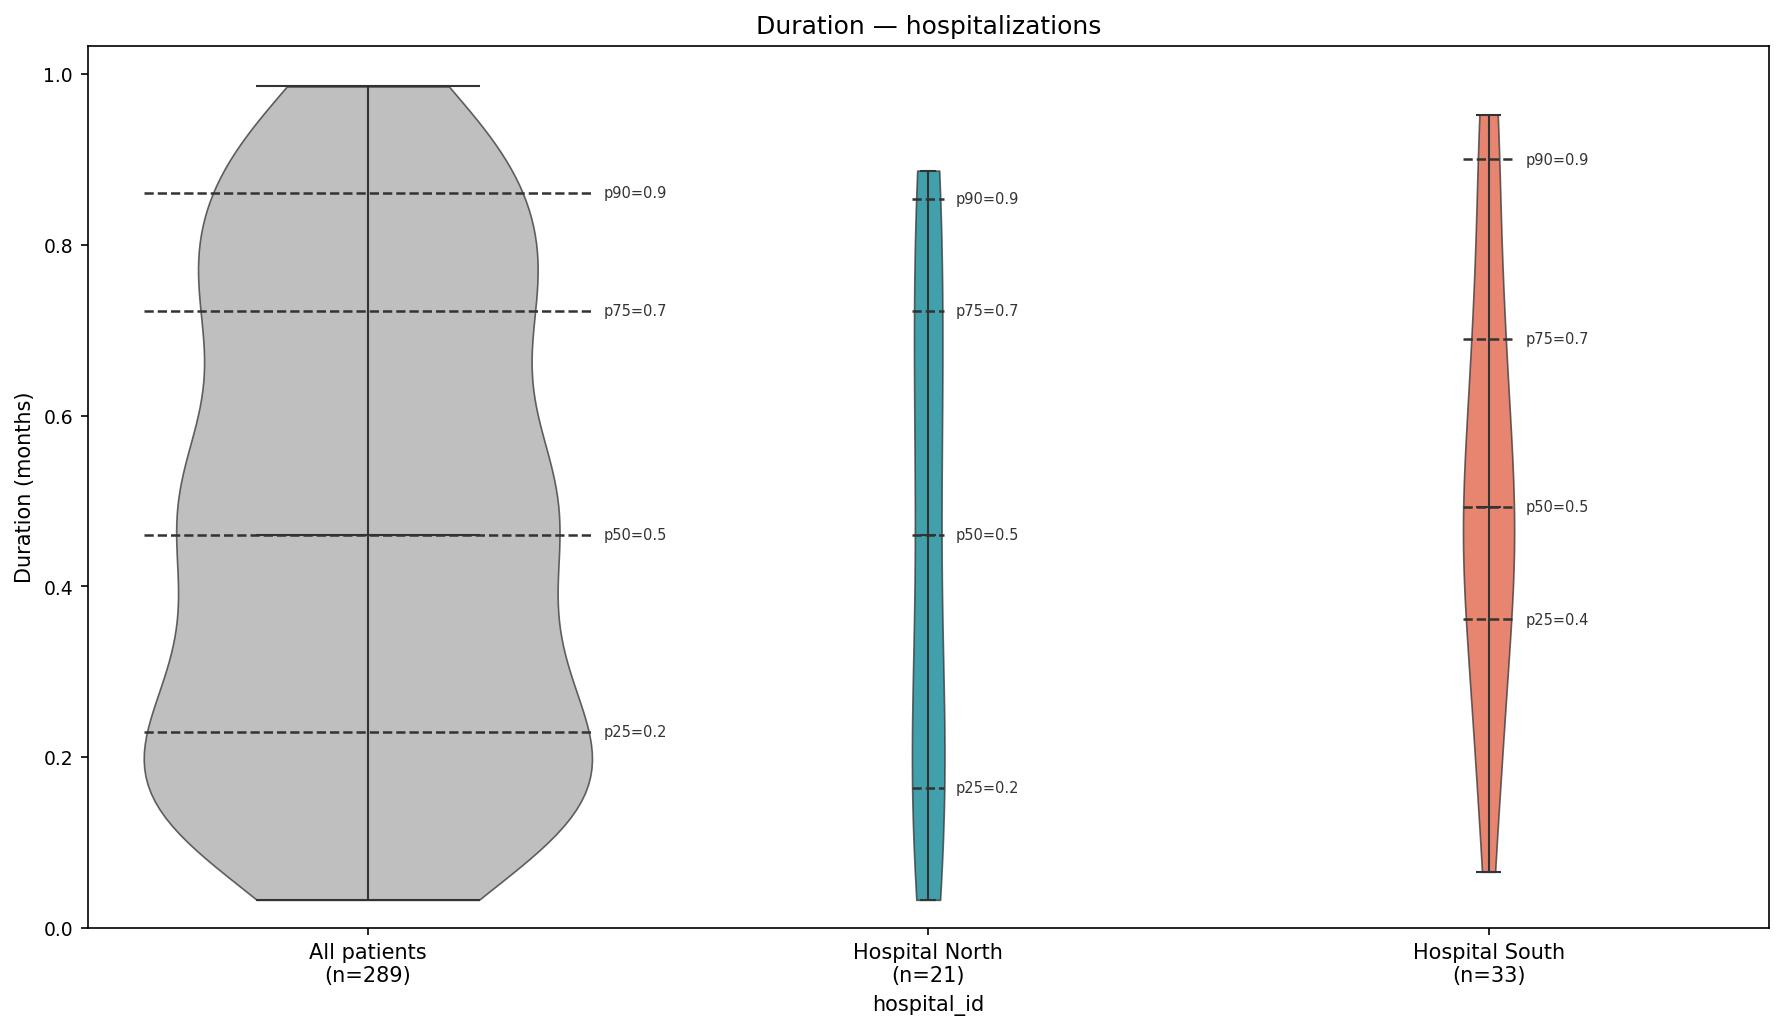 Duration — hospitalizations
Duration (months)
1.0
0.8
0.6
0.4
0.2
0.0
p90=0.9
p75=0.7
p50=0.5
p25=0.2
p90=0.9
p75=0.7
p50=0.5
p25=0.2
p90=0.9
p75=0.7
p50=0.5
p25=0.4
All patients
(n=289)
Hospital North
(n=21)
Hospital South
(n=33)
hospital_id